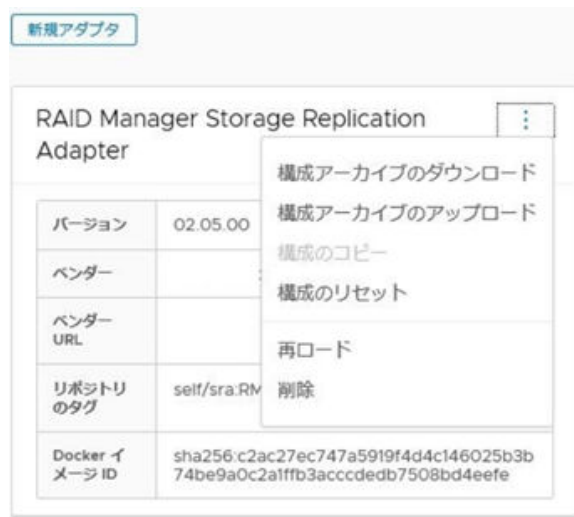 新規アダプタ
RAID Manager Storage Replication
Adapter
構成アーカイブのダウンロード
構成アーカイブのアップロード
構成のコピー
構成のリセット
再ロード
削除
バージョン 02.05.00
ベンダー
ベンダー
URL
リポジトリ
のタグ
self/sra:RM
Docker イ
メージ ID
sha256:c2ac27ec747a5919f4d4c146025b3b
74be9a0c2a1ffb3acccdedb7508bd4eefe